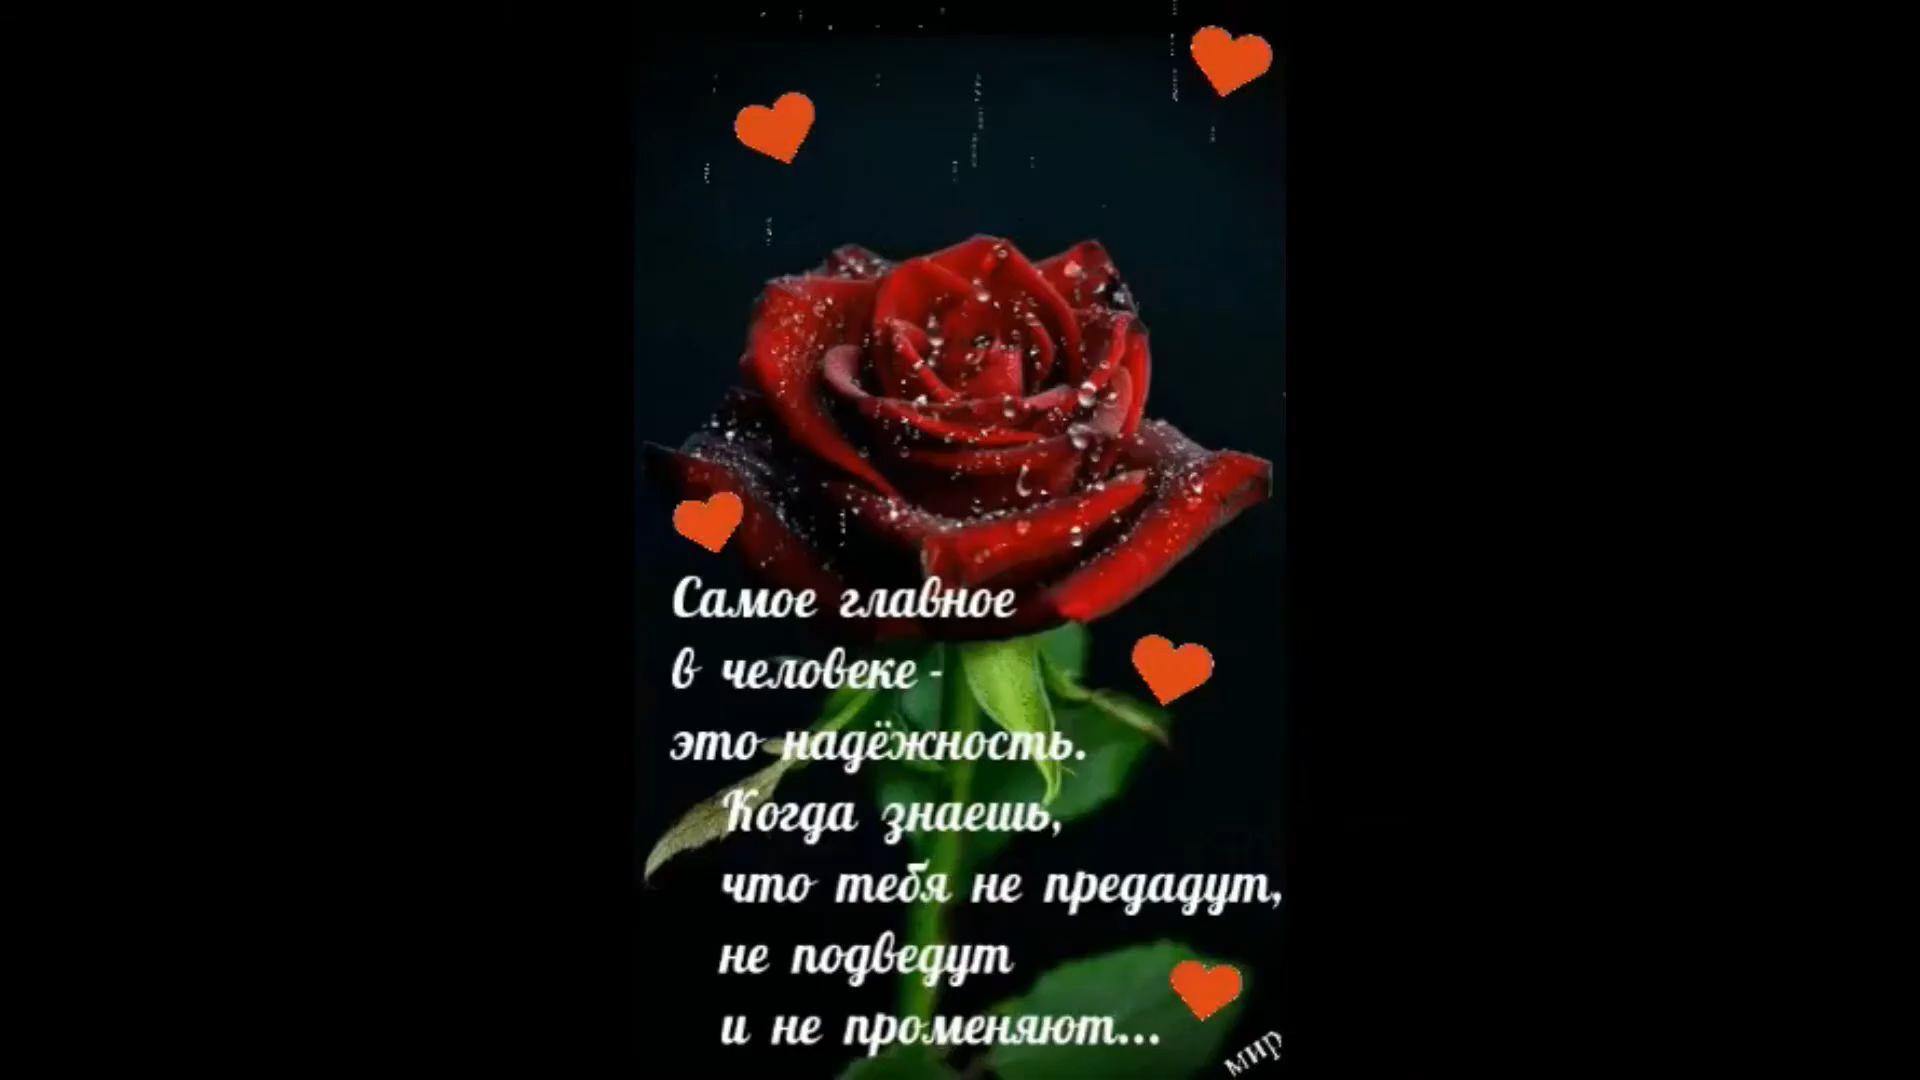 Самое главное
в человеке -
это надёжность.
Когда знаешь,
что тебя не предадут,
не подведут
и не променяют...
мир